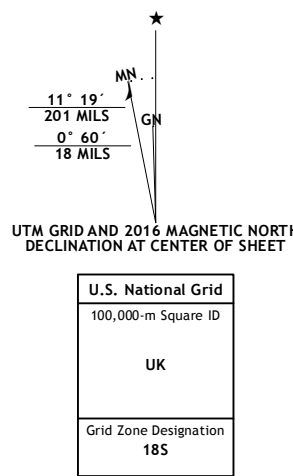 ★
MN
GN
11° 19´
201 MILS
0° 60´
18 MILS
UTM GRID AND 2016 MAGNETIC NORTH
DECLINATION AT CENTER OF SHEET
U.S. National Grid
100,000-m Square ID
UK
Grid Zone Designation
18S